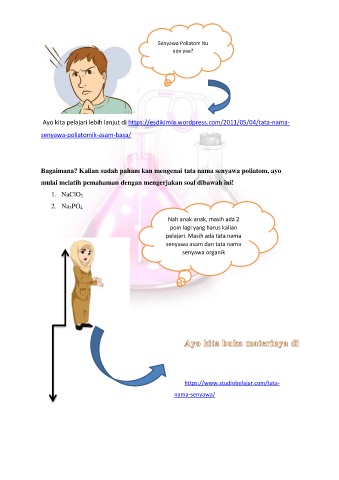 Senyawa Poliatom itu
apa yaa?
Ayo kita pelajari lebih lanjut di https://esdikimia.wordpress.com/2011/05/04/tata-nama-
senyawa-poliatomik-asam-basa/
Bagaimana? Kalian sudah paham kan mengenai tata nama senyawa poliatom, ayo
mulai melatih pemahaman dengan mengerjakan soal dibawah ini!
1. NaClO₂
2. Na₃PO₄
Nah anak-anak, masih ada 2
poin lagi yang harus kalian
pelajari. Masih ada tata nama
senyawa asam dan tata nama
senyawa organik
Ayo kita buka materinya di
https://www.studiobelajar.com/tata-
nama-senyawa/